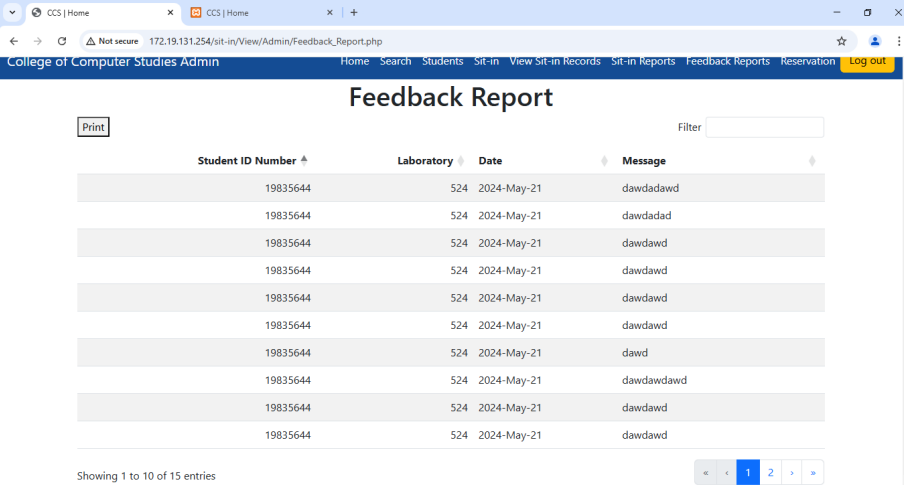 CCS | Home
CCS | Home
Not secure 172.19.131.254/sit-in/View/Admin/Feedback_Report.php
College of Computer Studies Admin Home Search Students Sit-in View Sit-in Records Sit-in Reports Feedback Reports Reservation Log out
Feedback Report
Print Filter
Student ID Number Laboratory Date Message
19835644 524 2024-May-21 dawdadawd
19835644 524 2024-May-21 dawdadad
19835644 524 2024-May-21 dawdawd
19835644 524 2024-May-21 dawdawd
19835644 524 2024-May-21 dawdawd
19835644 524 2024-May-21 dawdawd
19835644 524 2024-May-21 dawd
19835644 524 2024-May-21 dawdawdawd
19835644 524 2024-May-21 dawdawd
19835644 524 2024-May-21 dawdawd
Showing 1 to 10 of 15 entries « ‹ 1 2 › »